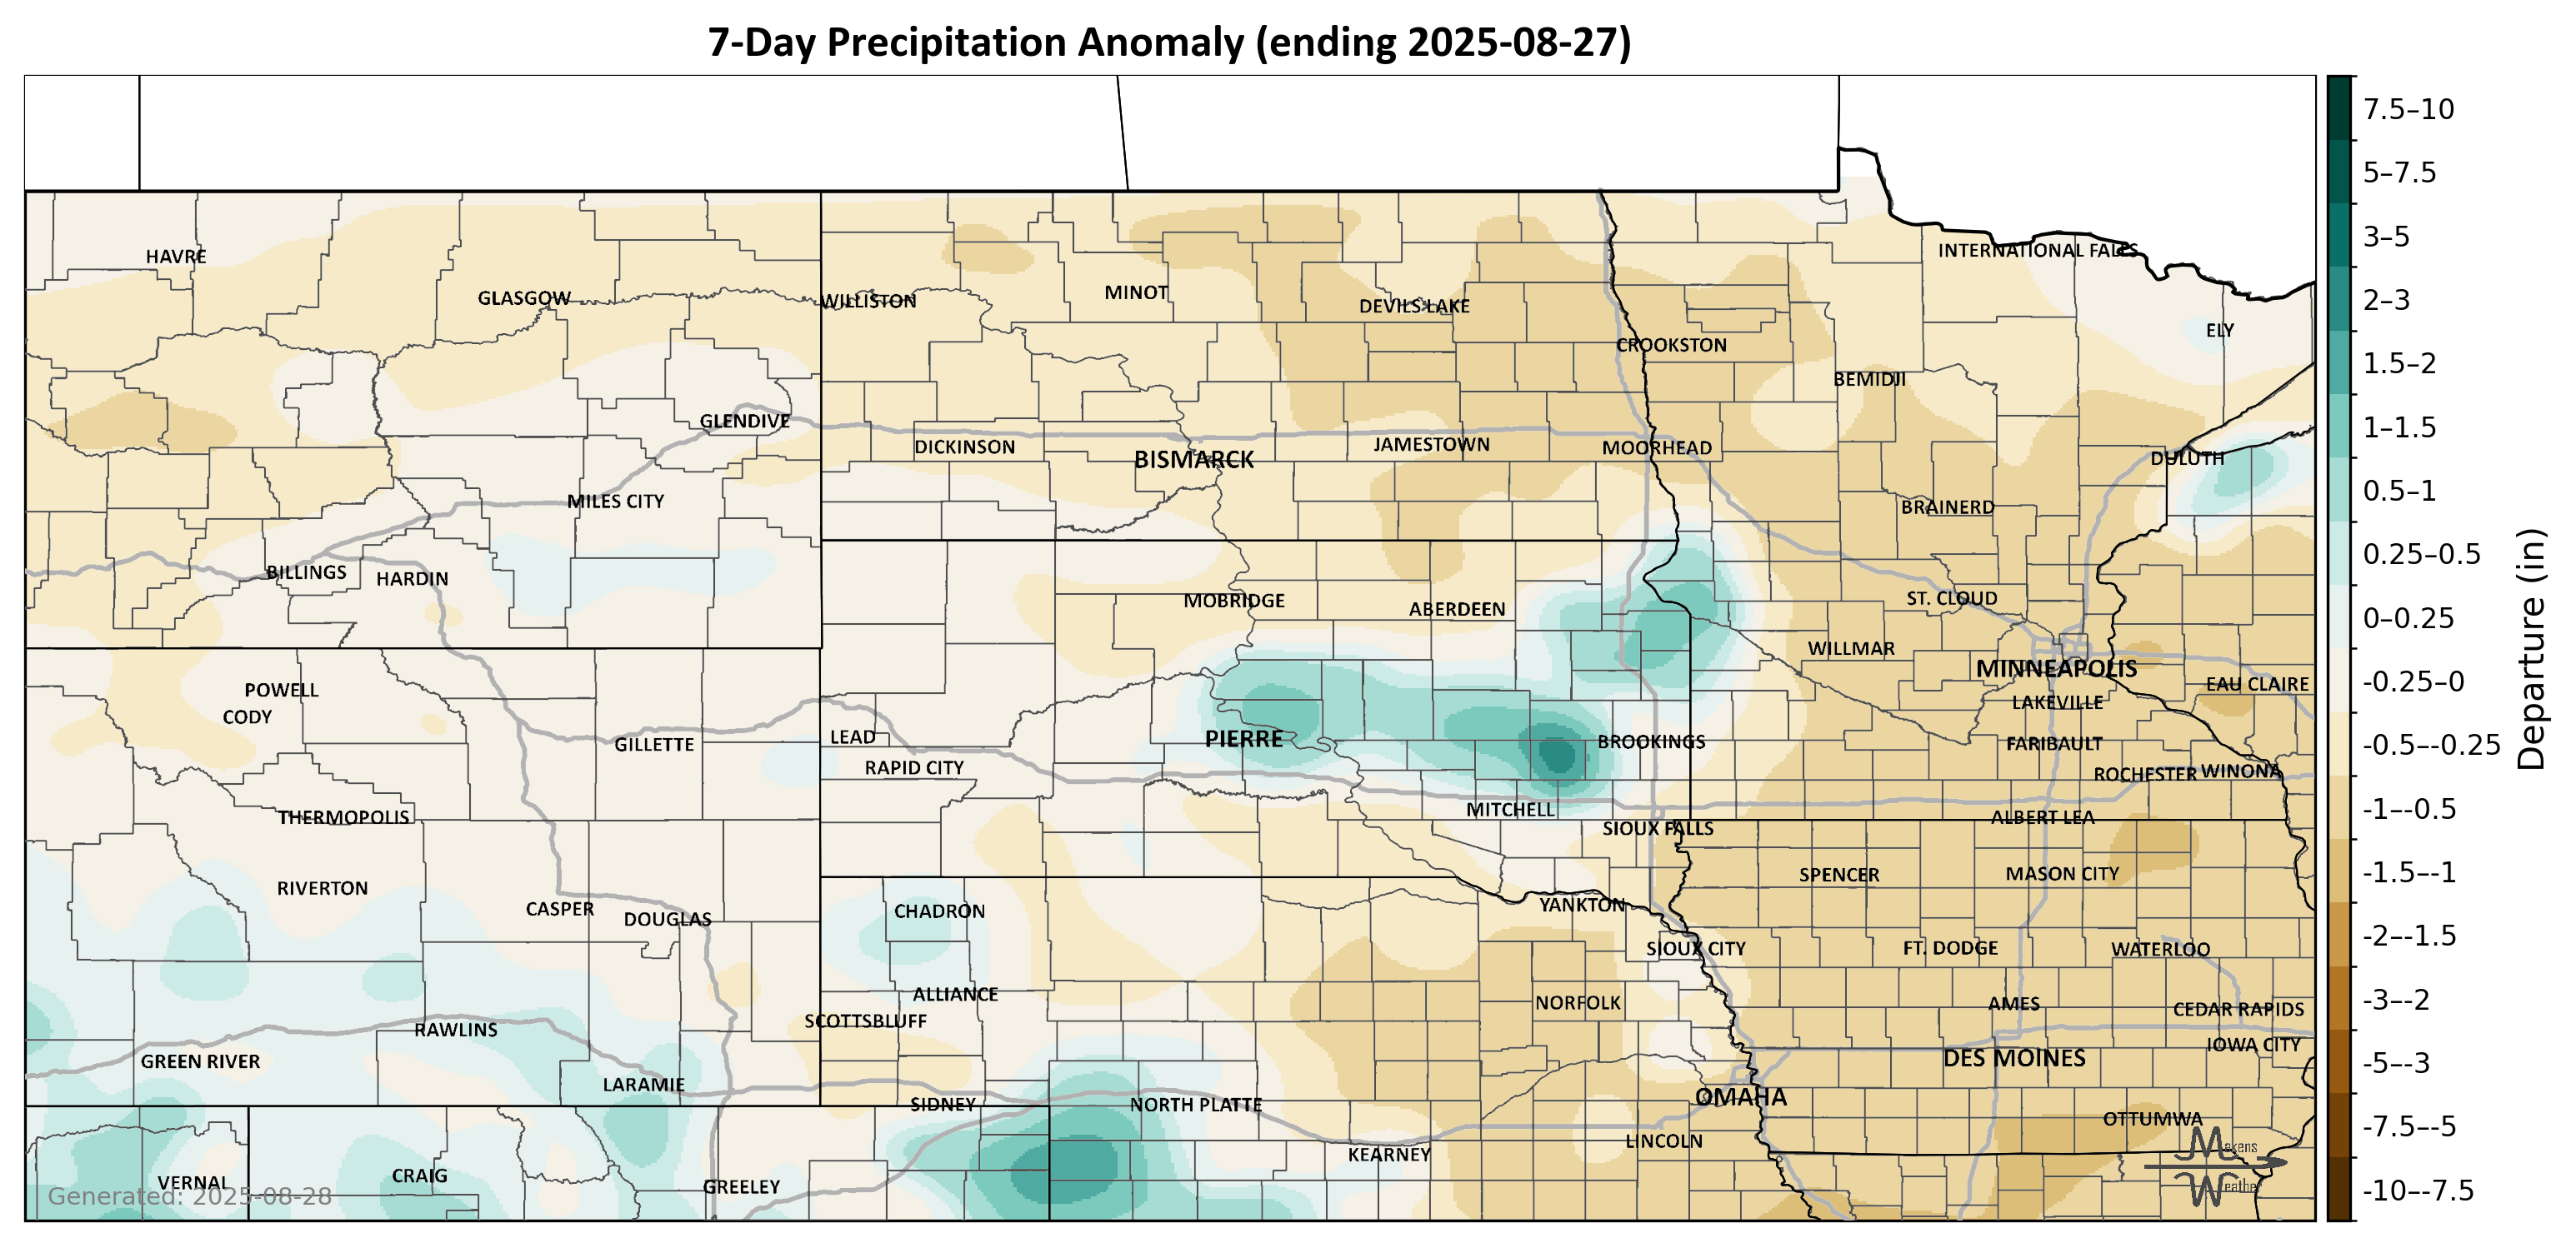 7-Day Precipitation Anomaly (ending 2025-08-27)
7.5–10
5–7.5
3–5
2–3
1.5–2
1–1.5
0.5–1
0.25–0.5
0–0.25
-0.25–0
-0.5–-0.25
-1–-0.5
-1.5–-1
-2–-1.5
-3–-2
-5–-3
-7.5–-5
-10–-7.5
Departure (in)
HAVRE
INTERNATIONAL FALLS
GLASGOW
WILLISTON
MINOT
DEVILS LAKE
ELY
CROOKSTON
BEMIDJI
GLENDIVE
DICKINSON
BISMARCK
JAMESTOWN
MOORHEAD
DULUTH
MILES CITY
BRAINERD
BILLINGS
HARDIN
MOBRIDGE
ABERDEEN
ST. CLOUD
WILLMAR
MINNEAPOLIS
POWELL
EAU CLAIRE
CODY
LAKEVILLE
GILLETTE
LEAD
PIERRE
BROOKINGS
FARIBAULT
RAPID CITY
ROCHESTER
WINONA
THERMOPOLIS
MITCHELL
ALBERT LEA
SIOUX FALLS
RIVERTON
SPENCER
MASON CITY
CASPER
DOUGLAS
CHADRON
YANKTON
SIOUX CITY
FT. DODGE
WATERLOO
ALLIANCE
NORFOLK
AMES
CEDAR RAPIDS
RAWLINS
SCOTTSBLUFF
GREEN RIVER
DES MOINES
IOWA CITY
LARAMIE
SIDNEY
NORTH PLATTE
OMAHA
OTTUMWA
LINCOLN
KEARNEY
VERNAL
CRAIG
GREELEY
Makens
Weather
Generated: 2025-08-28